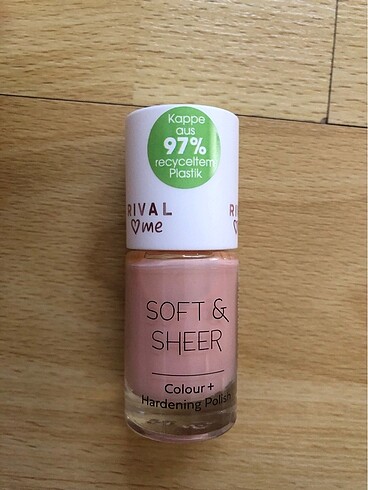 Kappe
aus
97%
recyceltem
Plastik
RIVAL
me
SOFT &
SHEER
Colour +
Hardening Polish